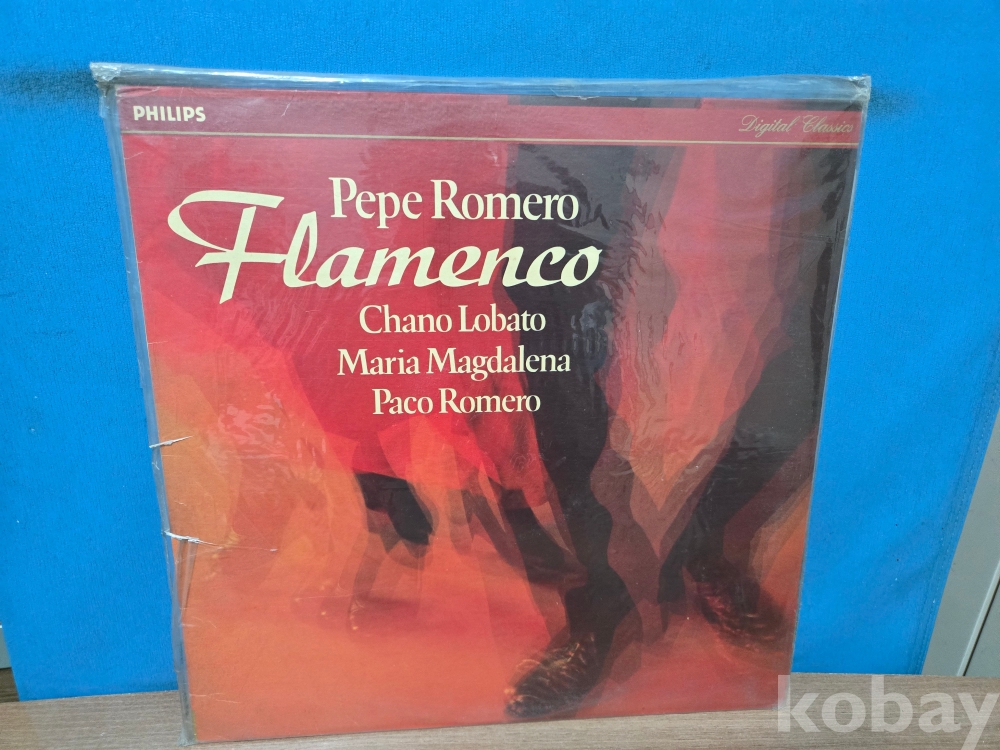 PHILIPS
Digital Classics
Pepe Romero
Flamenco
Chano Lobato
Maria Magdalena
Paco Romero
kobay